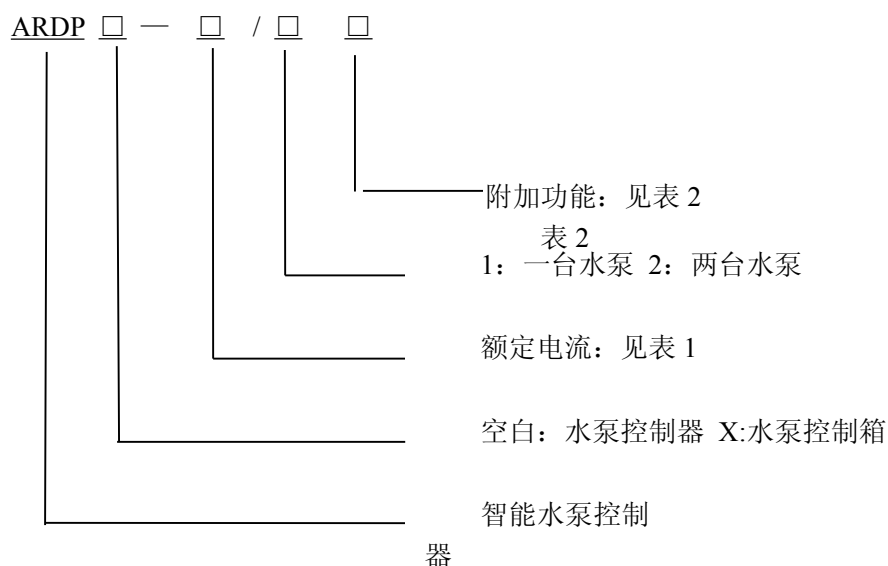 ARDP □ — □ / □ □
附加功能：见表 2
表 2
1：一台水泵 2：两台水泵
额定电流：见表 1
空白：水泵控制器 X:水泵控制箱
智能水泵控制
器